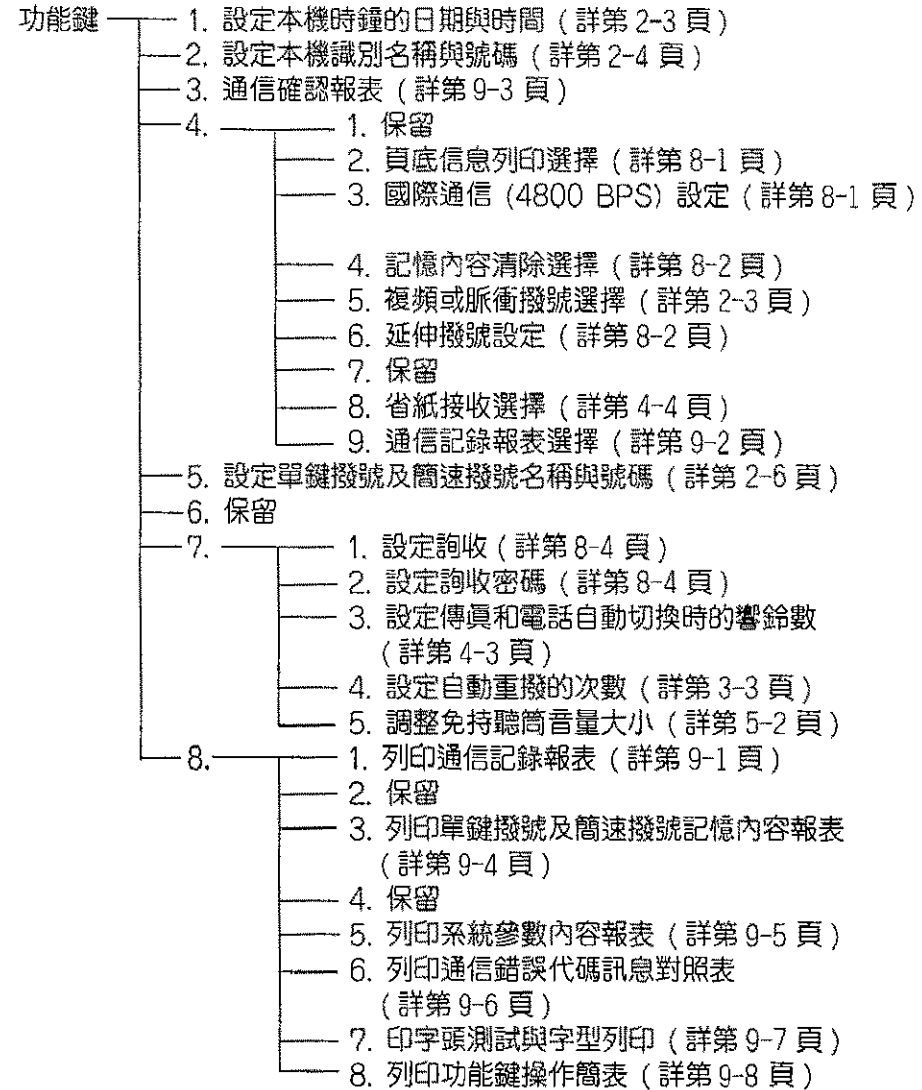 功能鍵 1. 設定本機時鐘的日期與時間 (詳第 2-3 頁)
2. 設定本機識別名稱與號碼 (詳第 2-4 頁)
3. 通信確認報表 (詳第 9-3 頁)
4. 1. 保留
2. 頁底信息列印選擇 (詳第 8-1 頁)
3. 國際通信 (4800 BPS) 設定 (詳第 8-1 頁)
4. 記憶內容清除選擇 (詳第 8-2 頁)
5. 複頻或脈衝撥號選擇 (詳第 2-3 頁)
6. 延伸撥號設定 (詳第 8-2 頁)
7. 保留
8. 省紙接收選擇 (詳第 4-4 頁)
9. 通信記錄報表選擇 (詳第 9-2 頁)
5. 設定單鍵撥號及簡速撥號名稱與號碼 (詳第 2-6 頁)
6. 保留
7. 1. 設定詢收 (詳第 8-4 頁)
2. 設定詢收密碼 (詳第 8-4 頁)
3. 設定傳真和電話自動切換時的響鈴數
(詳第 4-3 頁)
4. 設定自動重撥的次數 (詳第 3-3 頁)
5. 調整免持聽筒音量大小 (詳第 5-2 頁)
8. 1. 列印通信記錄報表 (詳第 9-1 頁)
2. 保留
3. 列印單鍵撥號及簡速撥號記憶內容報表
(詳第 9-4 頁)
4. 保留
5. 列印系統參數內容報表 (詳第 9-5 頁)
6. 列印通信錯誤代碼訊息對照表
(詳第 9-6 頁)
7. 印字頭測試與字型列印 (詳第 9-7 頁)
8. 列印功能鍵操作簡表 (詳第 9-8 頁)